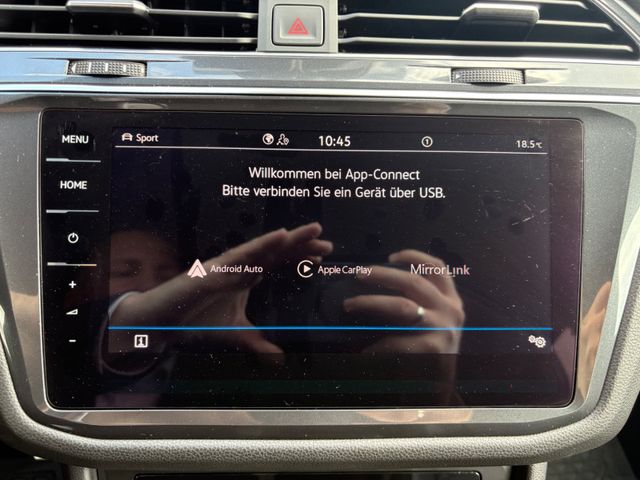 MENU
HOME
+
-
Sport
10:45
1
18.5°C
Willkommen bei App-Connect
Bitte verbinden Sie ein Gerät über USB.
Android Auto
Apple CarPlay
MirrorLink